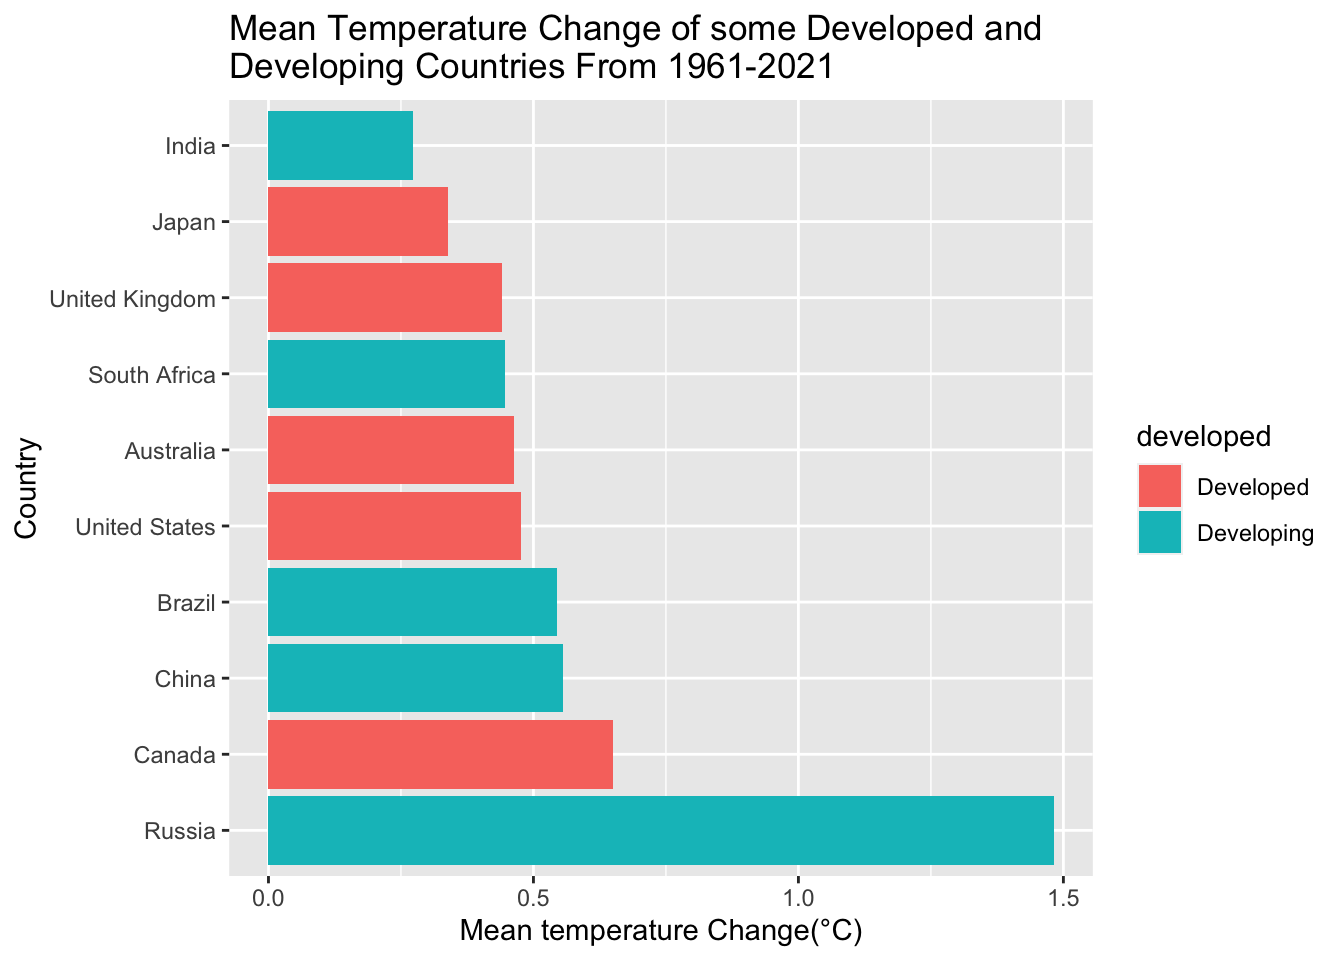 Mean Temperature Change of some Developed and
Developing Countries From 1961-2021
India
Japan
United Kingdom
South Africa
Australia
United States
Brazil
China
Canada
Russia
Country
0.0 0.5 1.0 1.5
Mean temperature Change(°C)
developed
Developed
Developing